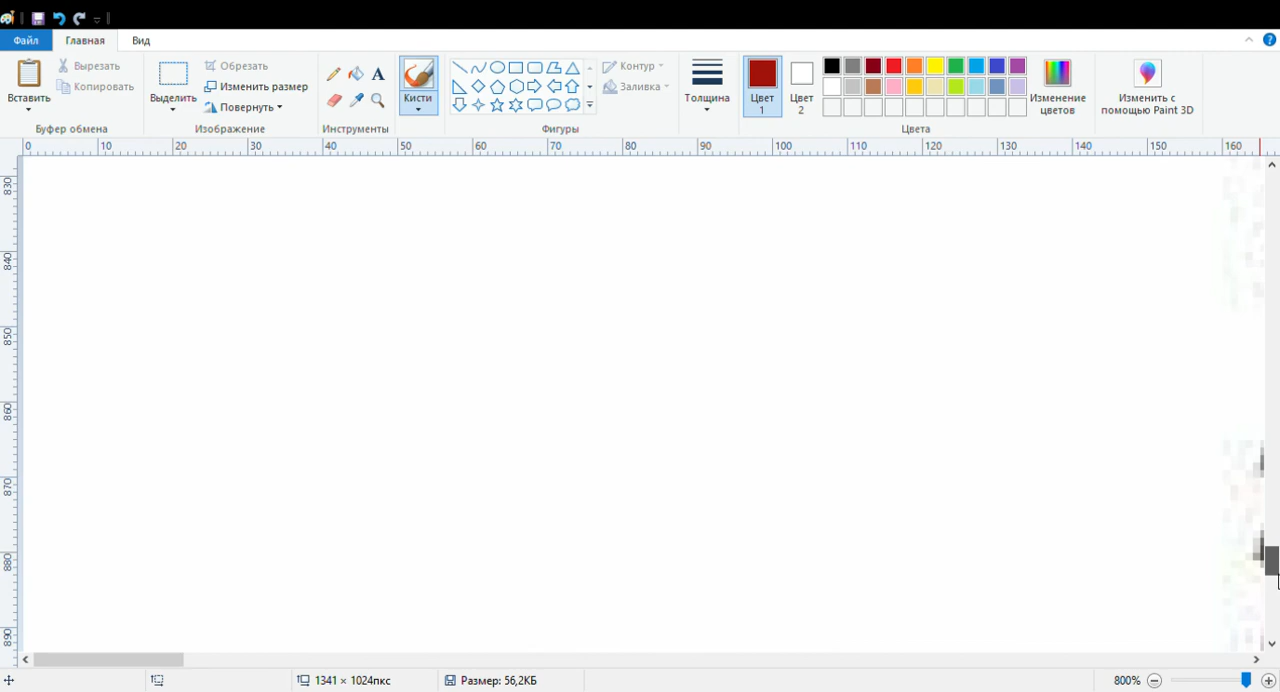 Файл Главная Вид
Вставить
Вырезать
Копировать
Буфер обмена
Выделить
Обрезать
Изменить размер
Повернуть
Изображение
Инструменты
Кисти
Контур
Заливка
Фигуры
Толщина
Цвет
1
Цвет
2
Изменение
цветов
Цвета
Изменить с
помощью Paint 3D
0 10 20 30 40 50 60 70 80 90 100 110 120 130 140 150 160
830
840
850
860
870
880
890
1341 × 1024пкс Размер: 56,2КБ 800%